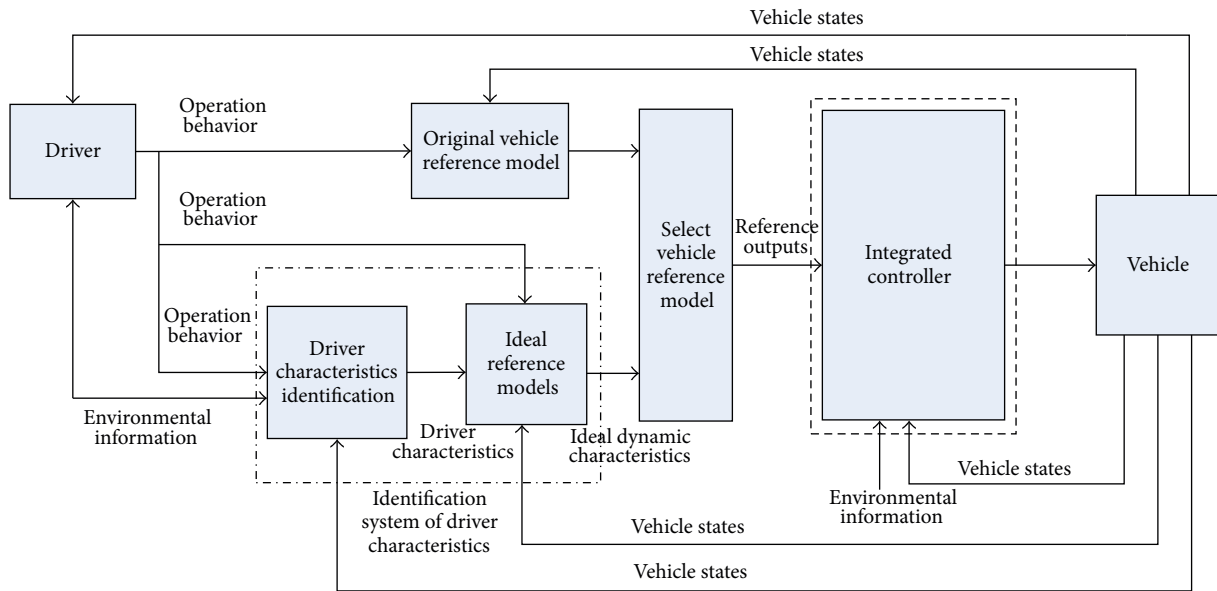 Vehicle states
Vehicle states
Operation
behavior
Driver
Original vehicle
reference model
Operation
behavior
Select
vehicle
reference
model
Reference
outputs
Integrated
controller
Vehicle
Operation
behavior
Driver
characteristics
identification
Ideal
reference
models
Environmental
information
Driver
characteristics
Ideal dynamic
characteristics
Vehicle states
Environmental
information
Identification
system of driver
characteristics
Vehicle states
Vehicle states